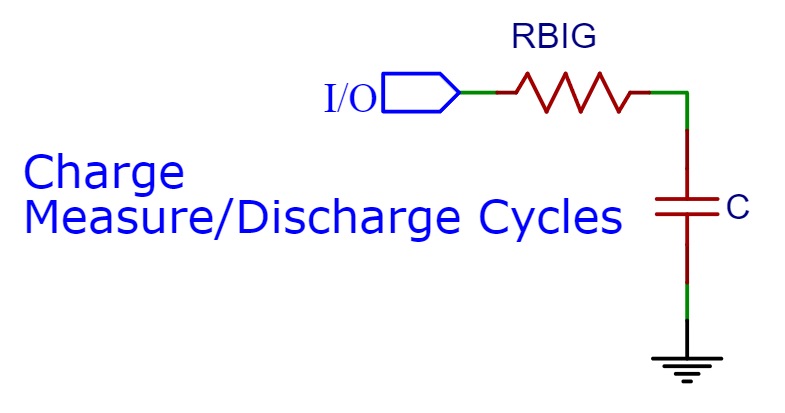 RBIG
I/O
Charge
Measure/Discharge Cycles
C